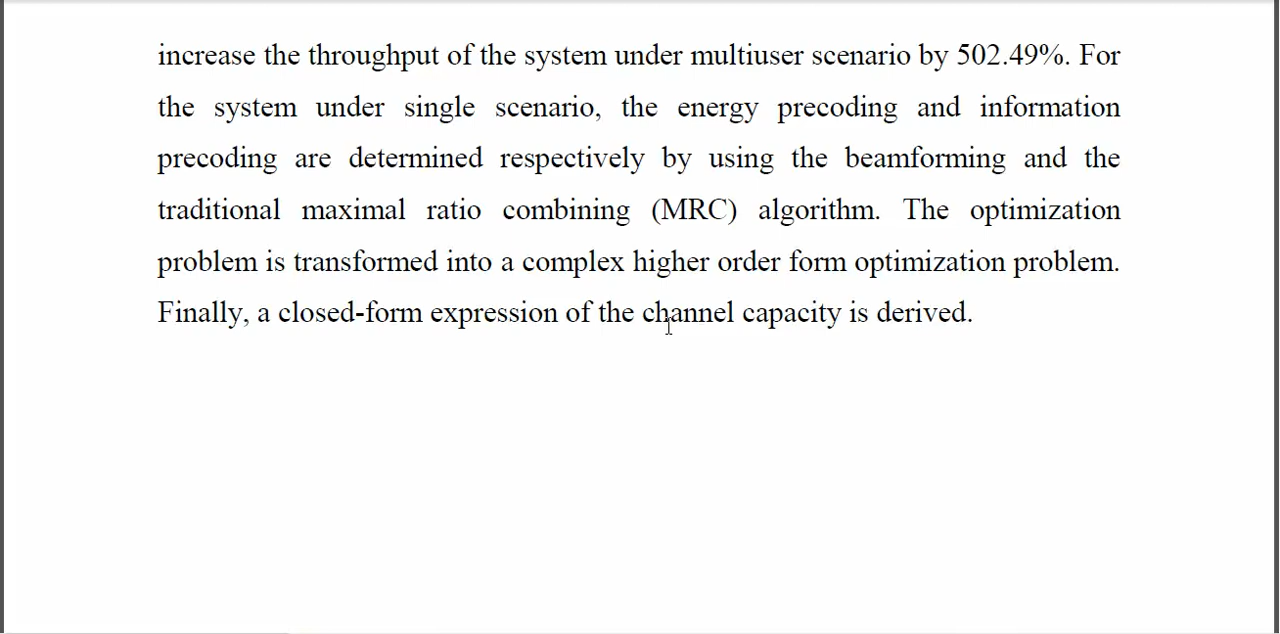 increase the throughput of the system under multiuser scenario by 502.49%. For
the system under single scenario, the energy precoding and information
precoding are determined respectively by using the beamforming and the
traditional maximal ratio combining (MRC) algorithm. The optimization
problem is transformed into a complex higher order form optimization problem.
Finally, a closed-form expression of the channel capacity is derived.